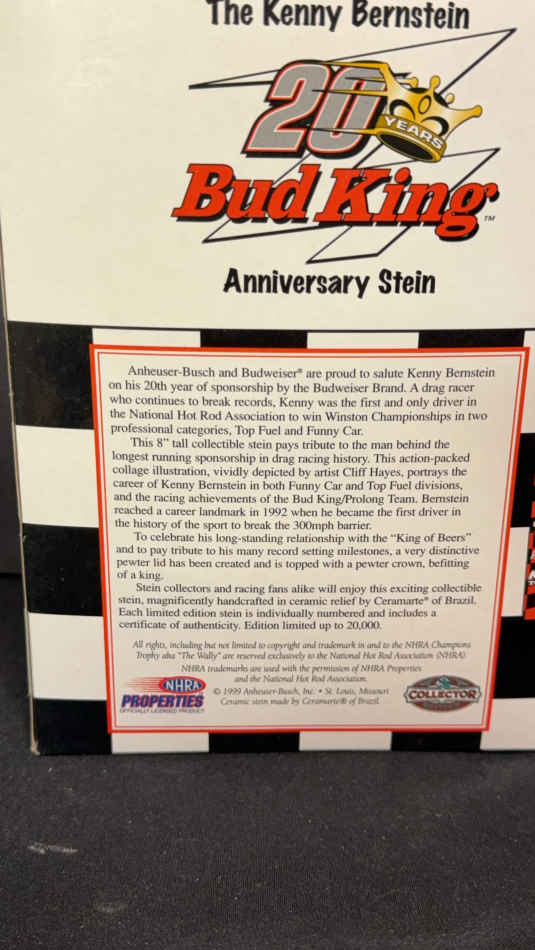 The Kenny Bernstein
20
YEARS
Bud King™
Anniversary Stein
Anheuser-Busch and Budweiser® are proud to salute Kenny Bernstein
on his 20th year of sponsorship by the Budweiser Brand. A drag racer
who continues to break records, Kenny was the first and only driver in
the National Hot Rod Association to win Winston Championships in two
professional categories, Top Fuel and Funny Car.
This 8" tall collectible stein pays tribute to the man behind the
longest running sponsorship in drag racing history. This action-packed
collage illustration, vividly depicted by artist Cliff Hayes, portrays the
career of Kenny Bernstein in both Funny Car and Top Fuel divisions,
and the racing achievements of the Bud King/Prolong Team. Bernstein
reached a career landmark in 1992 when he became the first driver in
the history of the sport to break the 300mph barrier.
To celebrate his long-standing relationship with the "King of Beers"
and to pay tribute to his many record setting milestones, a very distinctive
pewter lid has been created and is topped with a pewter crown, befitting
of a king.
Stein collectors and racing fans alike will enjoy this exciting collectible
stein, magnificently handcrafted in ceramic relief by Ceramarte® of Brazil.
Each limited edition stein is individually numbered and includes a
certificate of authenticity. Edition limited up to 20,000.
All rights, including but not limited to copyright and trademark in and to the NHRA Champions
Trophy aka "The Wally" are reserved exclusively to the National Hot Rod Association (NHRA).
NHRA trademarks are used with the permission of NHRA Properties
and the National Hot Rod Association.
© 1999 Anheuser-Busch, Inc. • St. Louis, Missouri
Ceramic stein made by Ceramarte® of Brazil.
NHRA
PROPERTIES
OFFICIALLY LICENSED PRODUCT
COLLECTOR